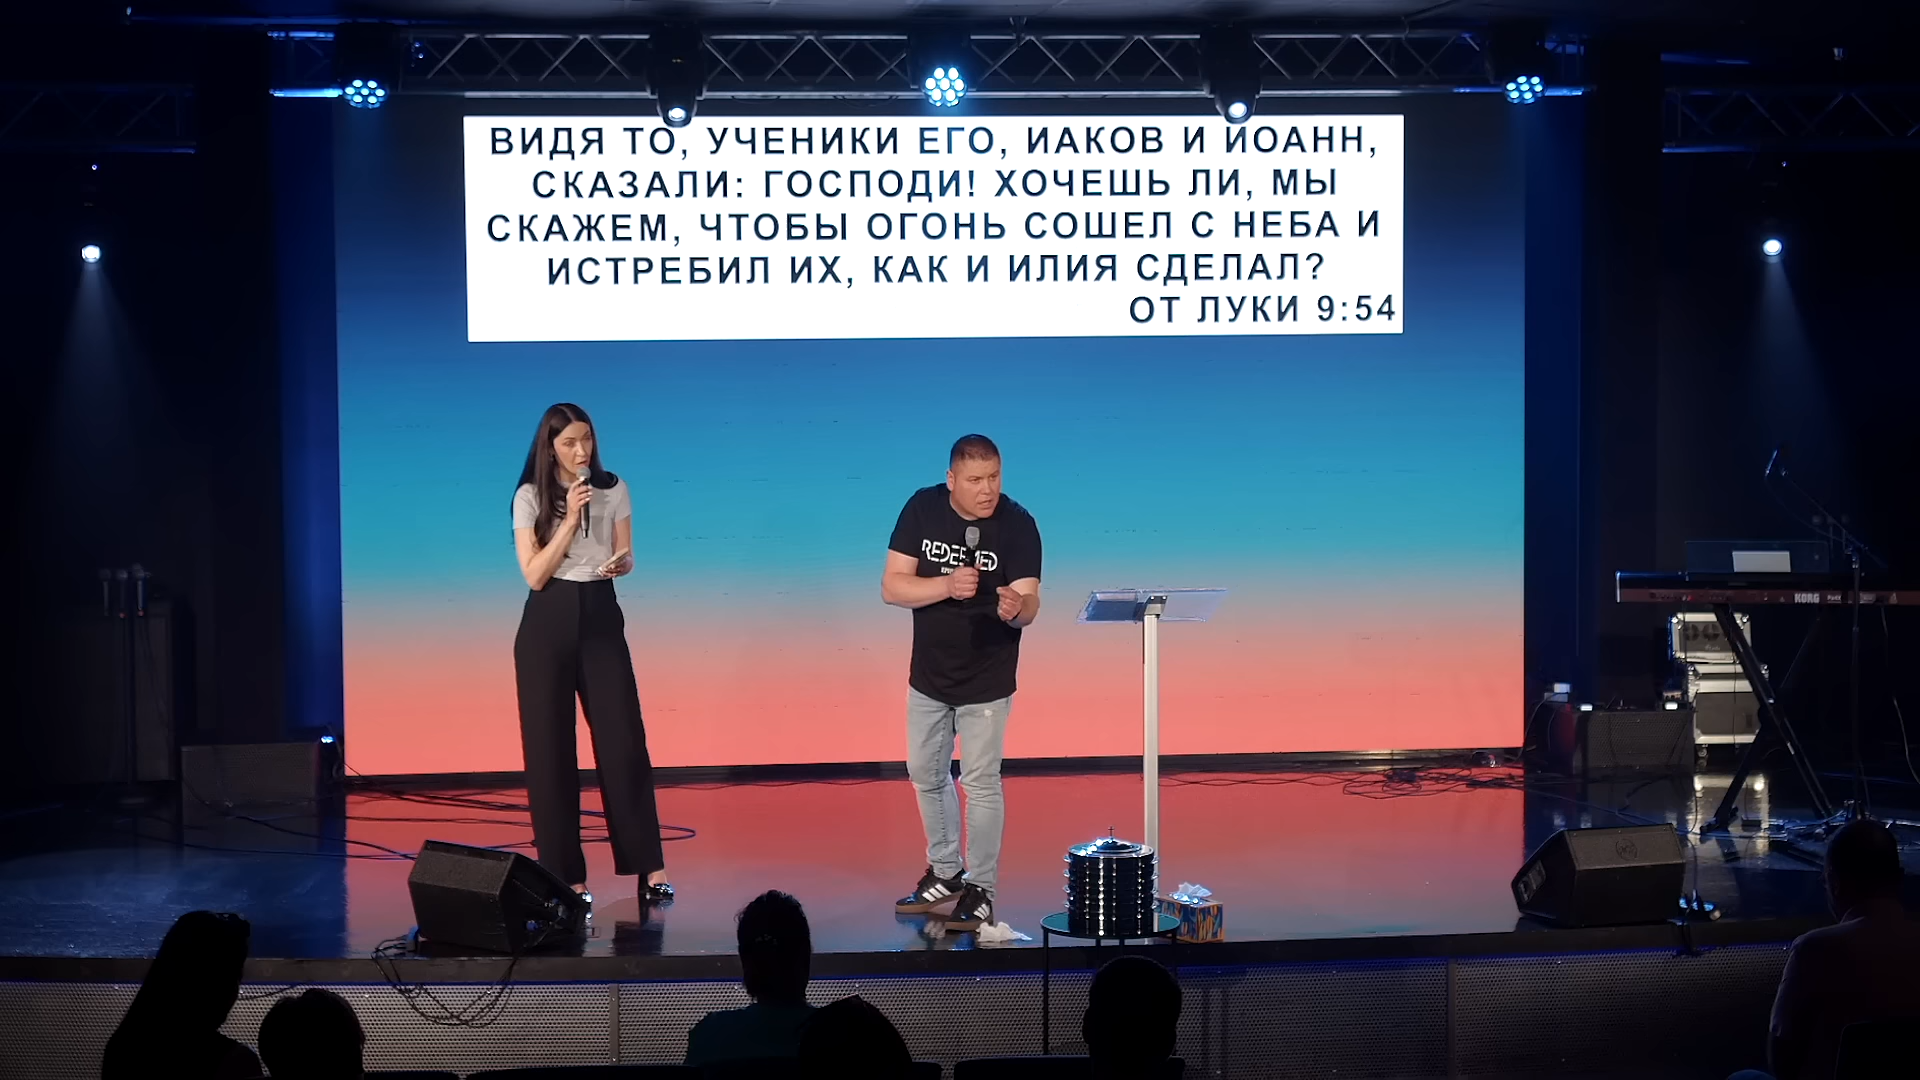 ВИДЯ ТО, УЧЕНИКИ ЕГО, ИАКОВ И ИОАНН,
СКАЗАЛИ: ГОСПОДИ! ХОЧЕШЬ ЛИ, МЫ
СКАЖЕМ, ЧТОБЫ ОГОНЬ СОШЕЛ С НЕБА И
ИСТРЕБИЛ ИХ, КАК И ИЛИЯ СДЕЛАЛ?
ОТ ЛУКИ 9:54
KORG